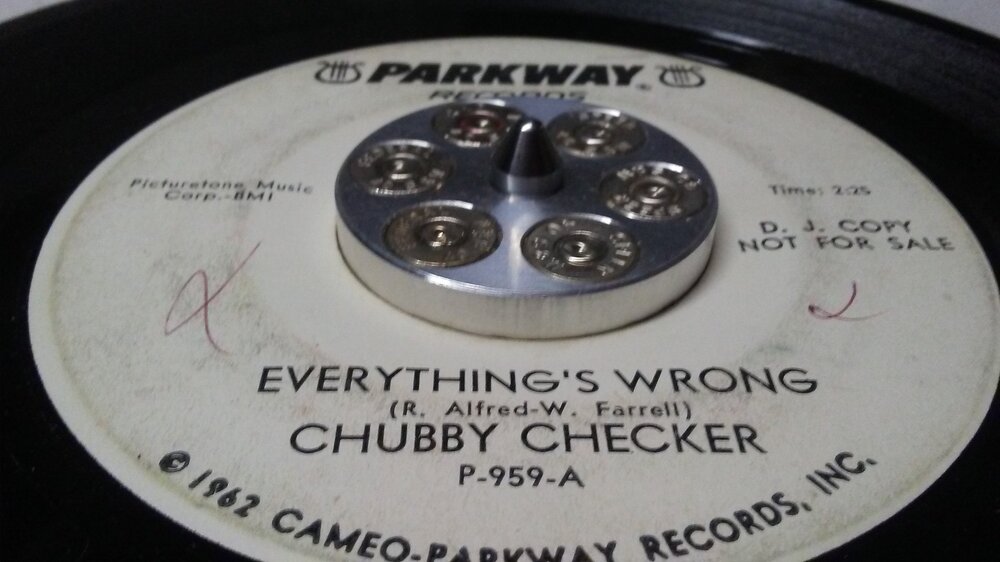 PARKWAY
RECORDS
Picturetone Music
Corp.-BMI
Time: 2:25
D. J. COPY
NOT FOR SALE
EVERYTHING'S WRONG
(R. Alfred-W. Farrell)
CHUBBY CHECKER
P-959-A
© 1962 CAMEO-PARKWAY RECORDS, INC.